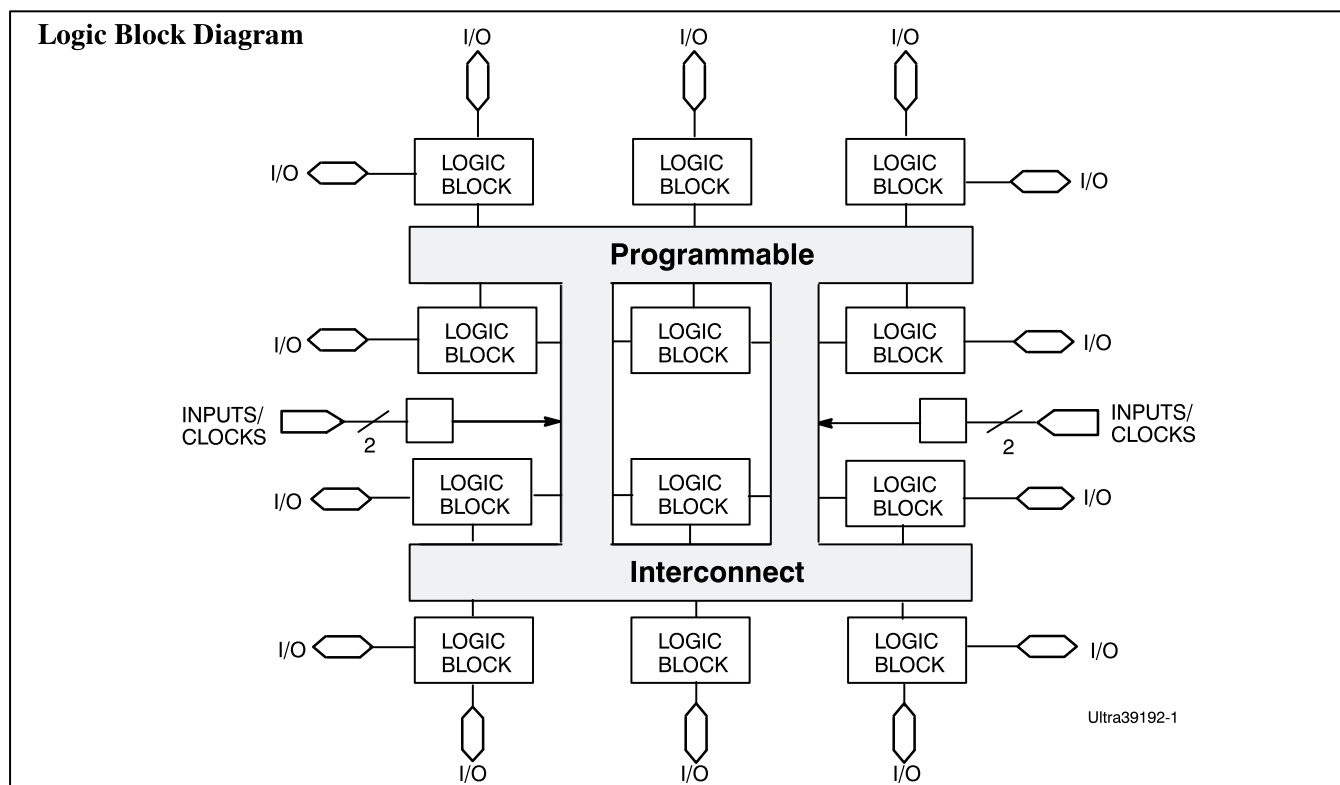 Logic Block Diagram
I/O
I/O
I/O
I/O
LOGIC
BLOCK
LOGIC
BLOCK
LOGIC
BLOCK
I/O
Programmable
I/O
LOGIC
BLOCK
LOGIC
BLOCK
LOGIC
BLOCK
I/O
INPUTS/
CLOCKS
2
2
INPUTS/
CLOCKS
I/O
LOGIC
BLOCK
LOGIC
BLOCK
LOGIC
BLOCK
I/O
Interconnect
I/O
LOGIC
BLOCK
LOGIC
BLOCK
LOGIC
BLOCK
I/O
Ultra39192-1
I/O
I/O
I/O